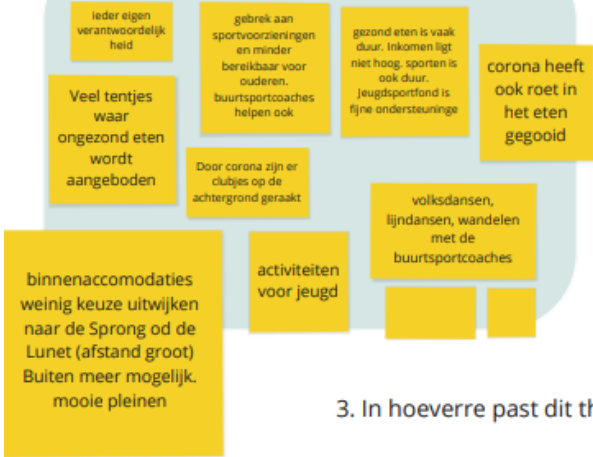 ieder eigen
verantwoordelijk
heid
gebrek aan
sportvoorzieningen
en minder
bereikbaar voor
ouderen.
buurtsportcoaches
helpen ook
gezond eten is vaak
duur. Inkomen ligt
niet hoog. sporten is
ook duur.
Jeugdsportfond is
fijne ondersteuninge
corona heeft
ook roet in
het eten
gegooid
Veel tentjes
waar
ongezond eten
wordt
aangeboden
Door corona zijn er
clubjes op de
achtergrond geraakt
volksdansen,
lijndansen, wandelen
met de
buurtsportcoaches
binnenaccomodaties
weinig keuze uitwijken
naar de Sprong od de
Lunet (afstand groot)
Buiten meer mogelijk.
mooie pleinen
activiteiten
voor jeugd
3. In hoeverre past dit th